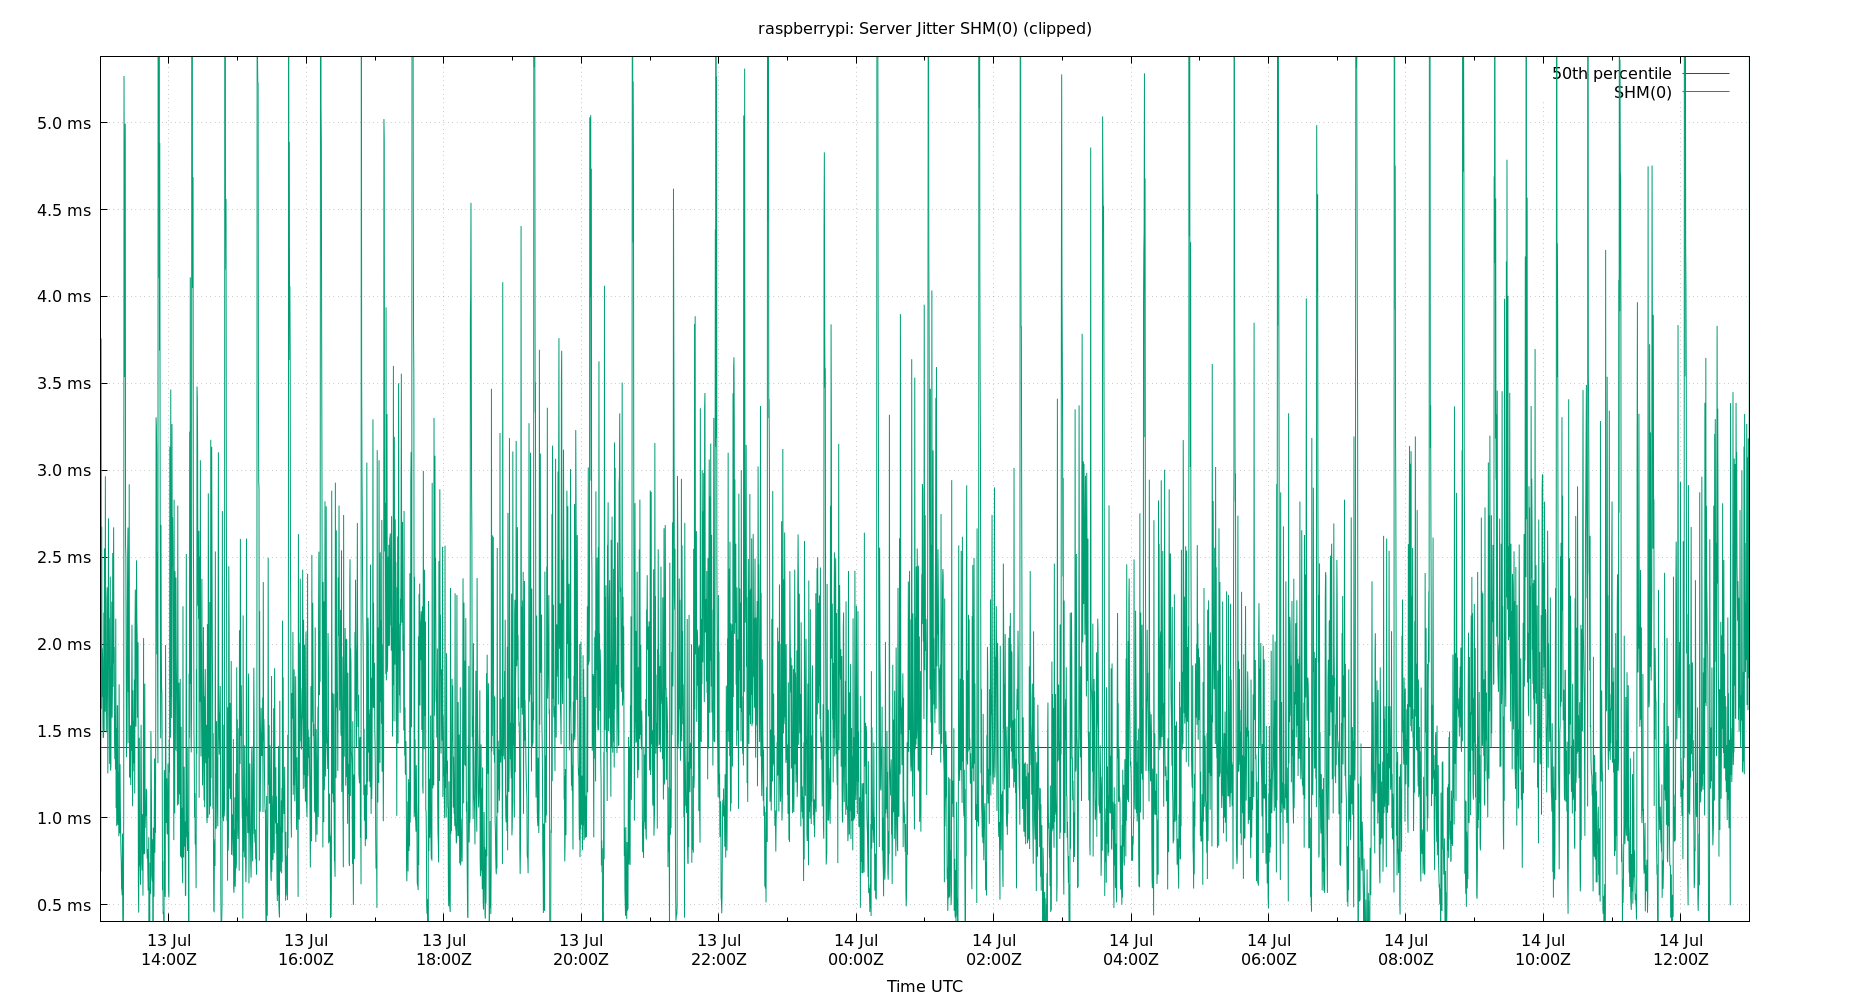 raspberrypi: Server Jitter SHM(0) (clipped)
50th percentile
SHM(0)
5.0 ms
4.5 ms
4.0 ms
3.5 ms
3.0 ms
2.5 ms
2.0 ms
1.5 ms
1.0 ms
0.5 ms
13 Jul 13 Jul 13 Jul 13 Jul 13 Jul 14 Jul 14 Jul 14 Jul 14 Jul 14 Jul 14 Jul 14 Jul
14:00Z 16:00Z 18:00Z 20:00Z 22:00Z 00:00Z 02:00Z 04:00Z 06:00Z 08:00Z 10:00Z 12:00Z
Time UTC